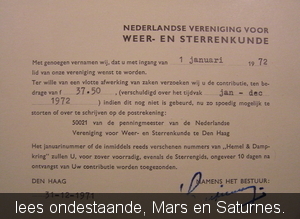 NEDERLANDSE VERENIGING VOOR
WEER- EN STERRENKUNDE
Met genoegen vernamen wij, dat u met ingang van 1 januari 1972
lid van onze vereniging wenst te worden.
Ter wille van een vlotte afwerking van zaken verzoeken wij u de contributie, ten be-
drage van f 37.50 , (verschuldigd over het tijdvak jan - dec
1972 ) indien dit nog niet is gebeurd, nu zo spoedig mogelijk te
storten of over te schrijven op de postrekening:
50021 van de penningmeester van de Nederlandse
Vereniging voor Weer- en Sterrenkunde te Den Haag
Het januarinummer of de inmiddels reeds verschenen nummers van „Hemel & Damp-
kring” zullen U, voor zover voorradig, evenals de Sterrengids, ongeveer 10 dagen na
ontvangst van Uw contributie worden toegezonden.
DEN HAAG NAMENS HET BESTUUR:
31-12-1971
lees ondestaande, Mars en Saturnes.